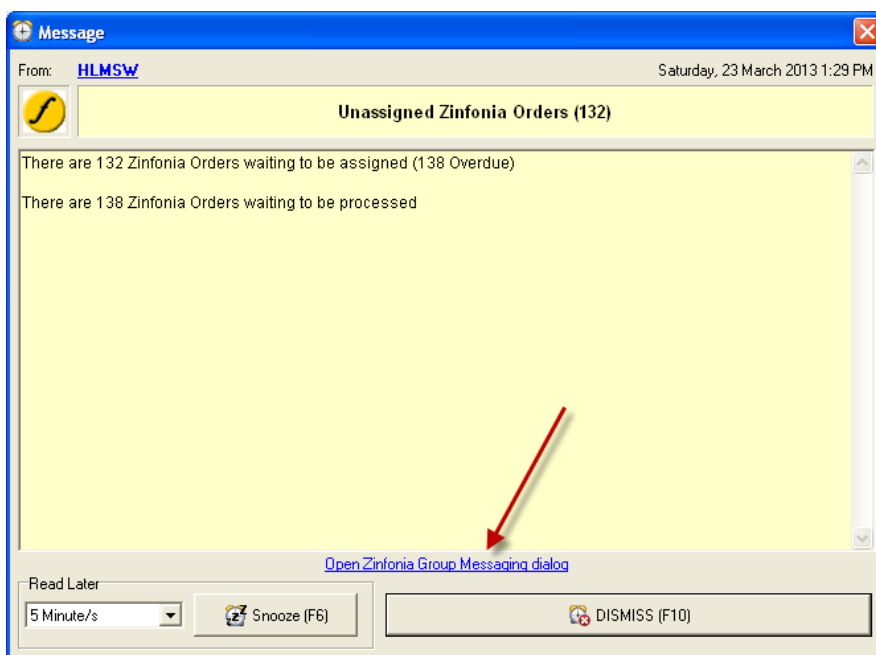 Message
From: HLMSW Saturday, 23 March 2013 1:29 PM
Unassigned Zinfonia Orders (132)
There are 132 Zinfonia Orders waiting to be assigned (138 Overdue)
There are 138 Zinfonia Orders waiting to be processed
Open Zinfonia Group Messaging dialog
Read Later
5 Minute/s Snooze (F6) DISMISS (F10)